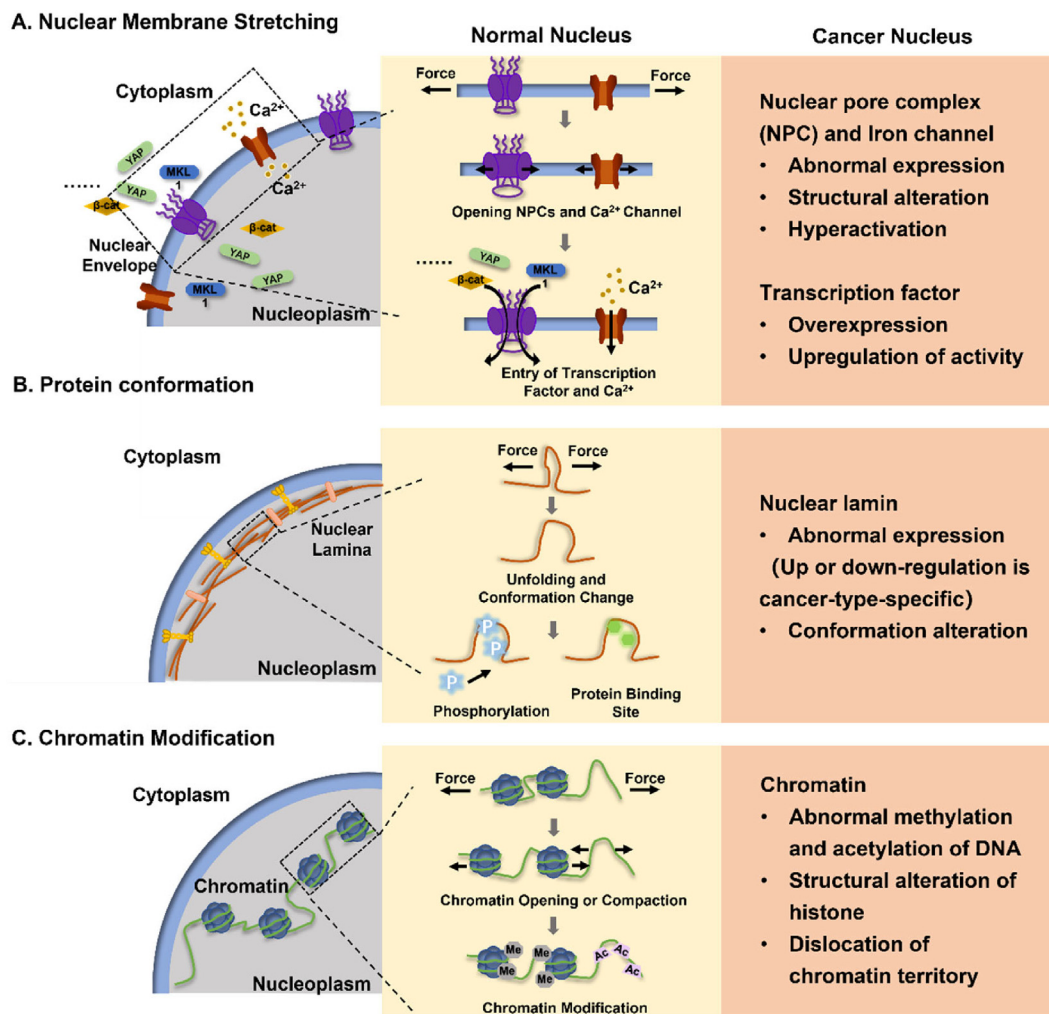 A. Nuclear Membrane Stretching
Normal Nucleus
Cancer Nucleus
Cytoplasm
Ca²⁺
YAP
MKL
1
YAP
......
β-cat
Ca²⁺
β-cat
Nuclear
Envelope
YAP
YAP
MKL
1
Nucleoplasm
Force
Force
Opening NPCs and Ca²⁺ Channel
......
YAP
β-cat
MKL
1
Ca²⁺
Entry of Transcription
Factor and Ca²⁺
Nuclear pore complex
(NPC) and Iron channel
• Abnormal expression
• Structural alteration
• Hyperactivation
Transcription factor
• Overexpression
• Upregulation of activity
B. Protein conformation
Cytoplasm
Nuclear
Lamina
Nucleoplasm
Force
Force
Unfolding and
Conformation Change
P
P
P
Phosphorylation
Protein Binding
Site
Nuclear lamin
• Abnormal expression
(Up or down-regulation is
cancer-type-specific)
• Conformation alteration
C. Chromatin Modification
Cytoplasm
Chromatin
Nucleoplasm
Force
Force
Chromatin Opening or Compaction
Me
Me
Me
Me
Ac
Ac
Ac
Chromatin Modification
Chromatin
• Abnormal methylation
and acetylation of DNA
• Structural alteration of
histone
• Dislocation of
chromatin territory